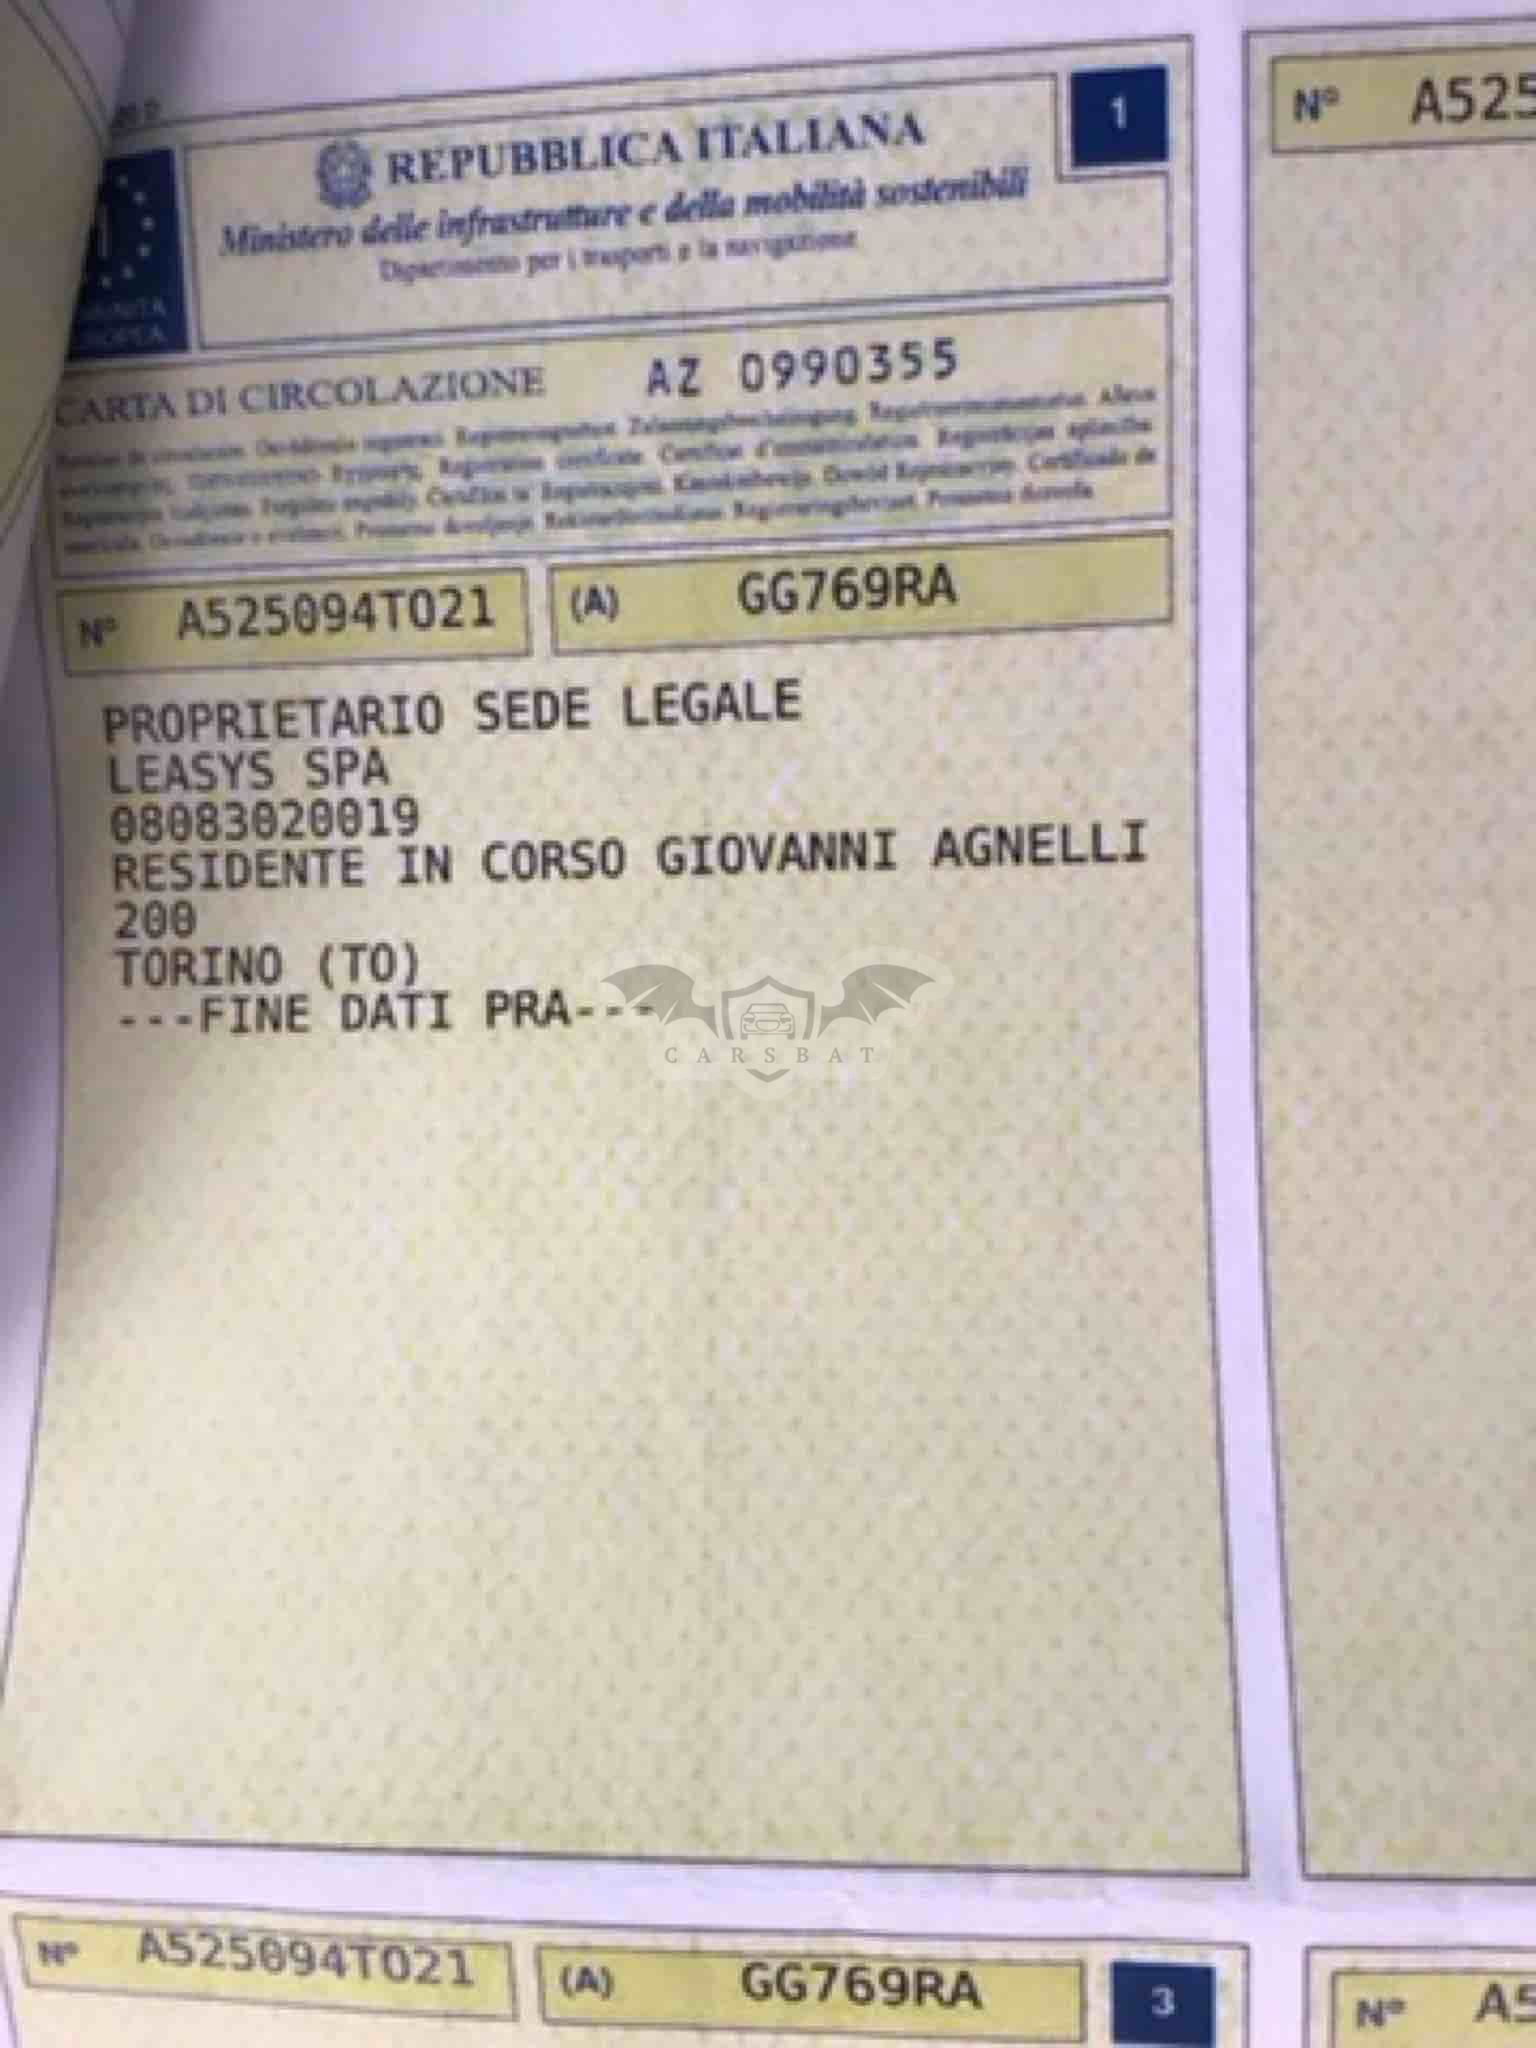 1
REPUBBLICA ITALIANA
Ministero delle infrastrutture e della mobilità sostenibili
Dipartimento per i trasporti e la navigazione
CARTA DI CIRCOLAZIONE AZ 0990355
N° A525094TO21 (A) GG769RA
PROPRIETARIO SEDE LEGALE
LEASYS SPA
08083020019
RESIDENTE IN CORSO GIOVANNI AGNELLI
200
TORINO (TO)
---FINE DATI PRA---
CARSBAT
N° A525094TO21 (A) GG769RA 3
N° A525
N° A5